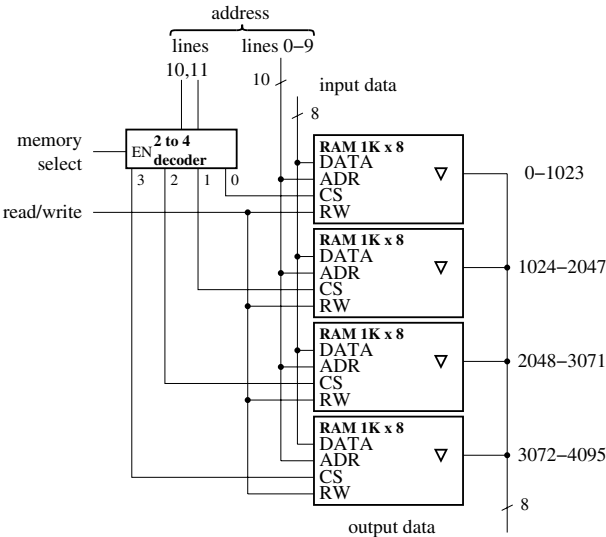 address
lines lines 0−9
10,11
10
input data
8
memory
select
EN 2 to 4
decoder
3 2 1 0
read/write
RAM 1K x 8
DATA
ADR
CS
RW
0−1023
RAM 1K x 8
DATA
ADR
CS
RW
1024−2047
RAM 1K x 8
DATA
ADR
CS
RW
2048−3071
RAM 1K x 8
DATA
ADR
CS
RW
3072−4095
8
output data